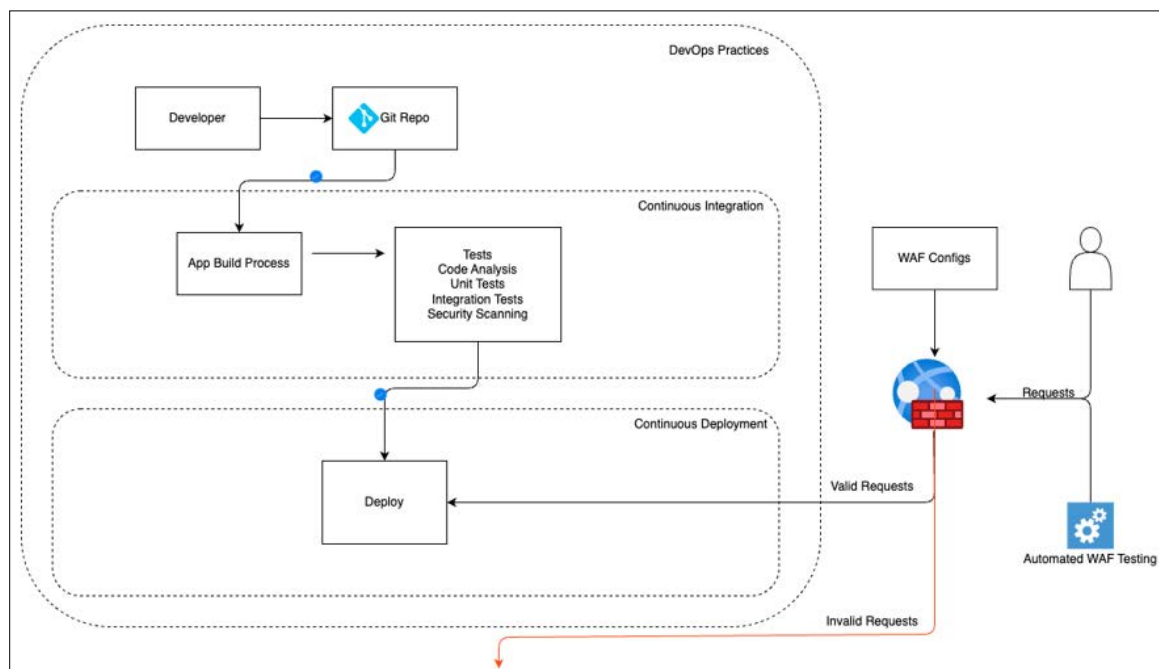 DevOps Practices
Developer
Git Repo
Continuous Integration
App Build Process
Tests
Code Analysis
Unit Tests
Integration Tests
Security Scanning
WAF Configs
Requests
Continuous Deployment
Deploy
Valid Requests
Automated WAF Testing
Invalid Requests